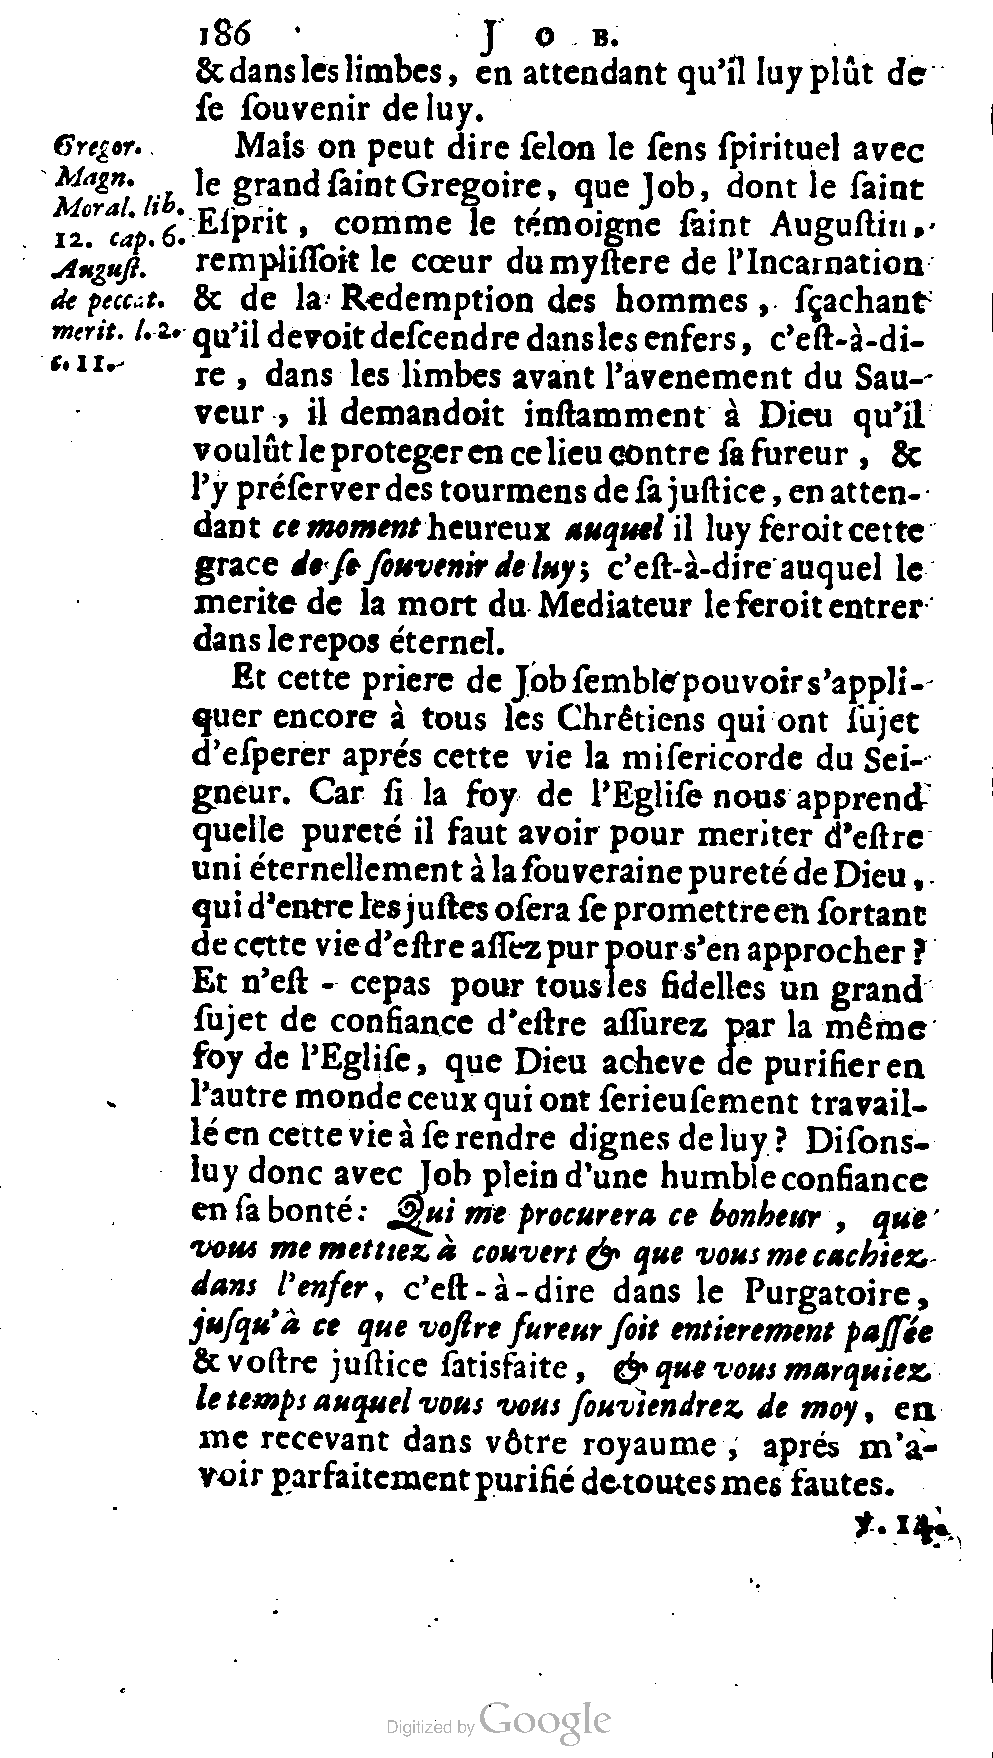 186 J O B.
& dans les limbes, en attendant qu'il luy plût de
ſe ſouvenir de luy.
Mais on peut dire ſelon le ſens ſpirituel avec
le grand ſaint Gregoire, que Job, dont le ſaint
Eſprit, comme le témoigne ſaint Auguſtin,
rempliſſoit le cœur du myſtere de l'Incarnation
& de la Redemption des hommes, ſçachant
qu'il devoit deſcendre dans les enfers, c'eſt-à-di-
re, dans les limbes avant l'avenement du Sau-
veur, il demandoit inſtamment à Dieu qu'il
voulût le proteger en ce lieu contre ſa fureur, &
l'y préſerver des tourmens de ſa juſtice, en atten-
dant ce moment heureux auquel il luy feroit cette
grace de ſe ſouvenir de luy; c'eſt-à-dire auquel le
merite de la mort du Mediateur le feroit entrer
dans le repos éternel.
Gregor.
Magn.
Moral. lib.
12. cap. 6.
Auguſt.
de peccat.
merit. l. 2.
c. 11.
Et cette priere de Job ſemble pouvoir s'appli-
quer encore à tous les Chrêtiens qui ont ſujet
d'eſperer aprés cette vie la miſericorde du Sei-
gneur. Car ſi la foy de l'Egliſe nous apprend
quelle pureté il faut avoir pour meriter d'eſtre
uni éternellement à la ſouveraine pureté de Dieu,
qui d'entre les juſtes oſera ſe promettre en ſortant
de cette vie d'eſtre aſſez pur pour s'en approcher?
Et n'eſt - ce pas pour tous les fidelles un grand
ſujet de confiance d'eſtre aſſurez par la même
foy de l'Egliſe, que Dieu acheve de purifier en
l'autre monde ceux qui ont ſerieuſement travail-
lé en cette vie à ſe rendre dignes de luy? Diſons-
luy donc avec Job plein d'une humble confiance
en ſa bonté: Qui me procurera ce bonheur, que
vous me mettiez à couvert & que vous me cachiez
dans l'enfer, c'eſt-à-dire dans le Purgatoire,
juſqu'à ce que voſtre fureur ſoit entierement paſſée
& voſtre juſtice ſatisfaite, & que vous marquiez
le temps auquel vous vous ſouviendrez de moy, en
me recevant dans vôtre royaume, aprés m'a-
voir parfaitement purifié de toutes mes fautes.
℣. 14.
Digitized by Google